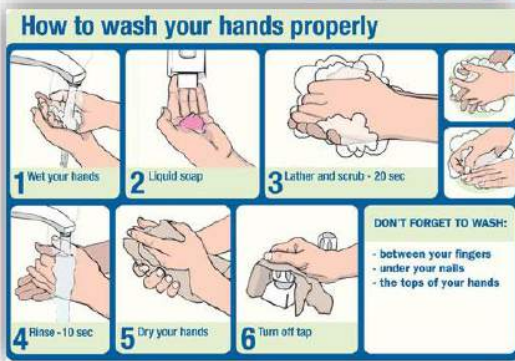 How to wash your hands properly
1 Wet your hands
2 Liquid soap
3 Lather and scrub - 20 sec
4 Rinse - 10 sec
5 Dry your hands
6 Turn off tap
DON'T FORGET TO WASH:
- between your fingers
- under your nails
- the tops of your hands